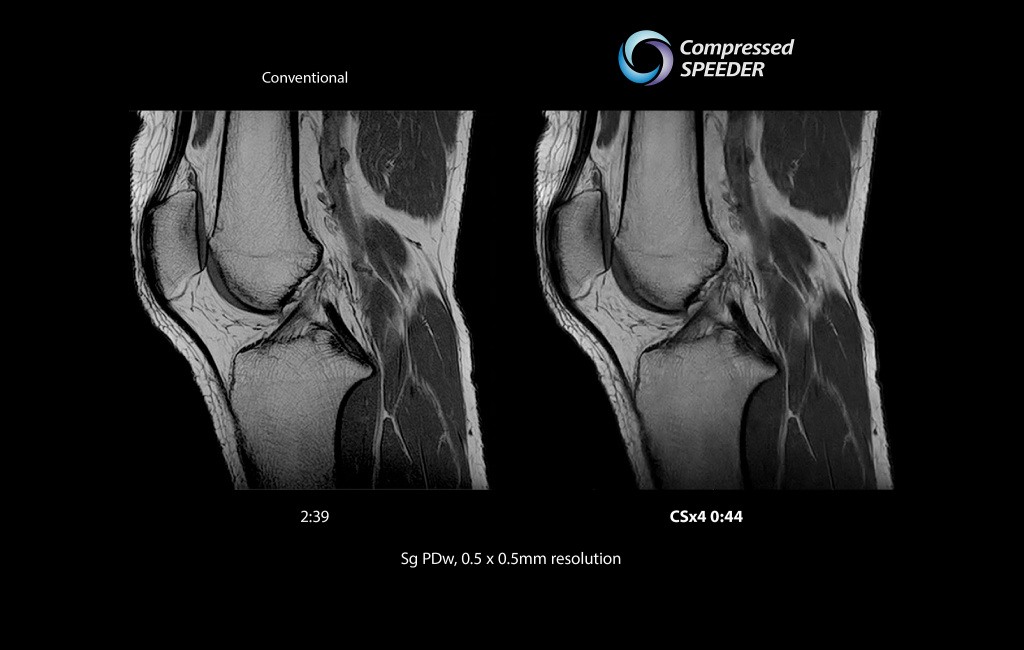 Conventional
Compressed
SPEEDER
2:39
CSx4 0:44
Sg PDw, 0.5 x 0.5mm resolution